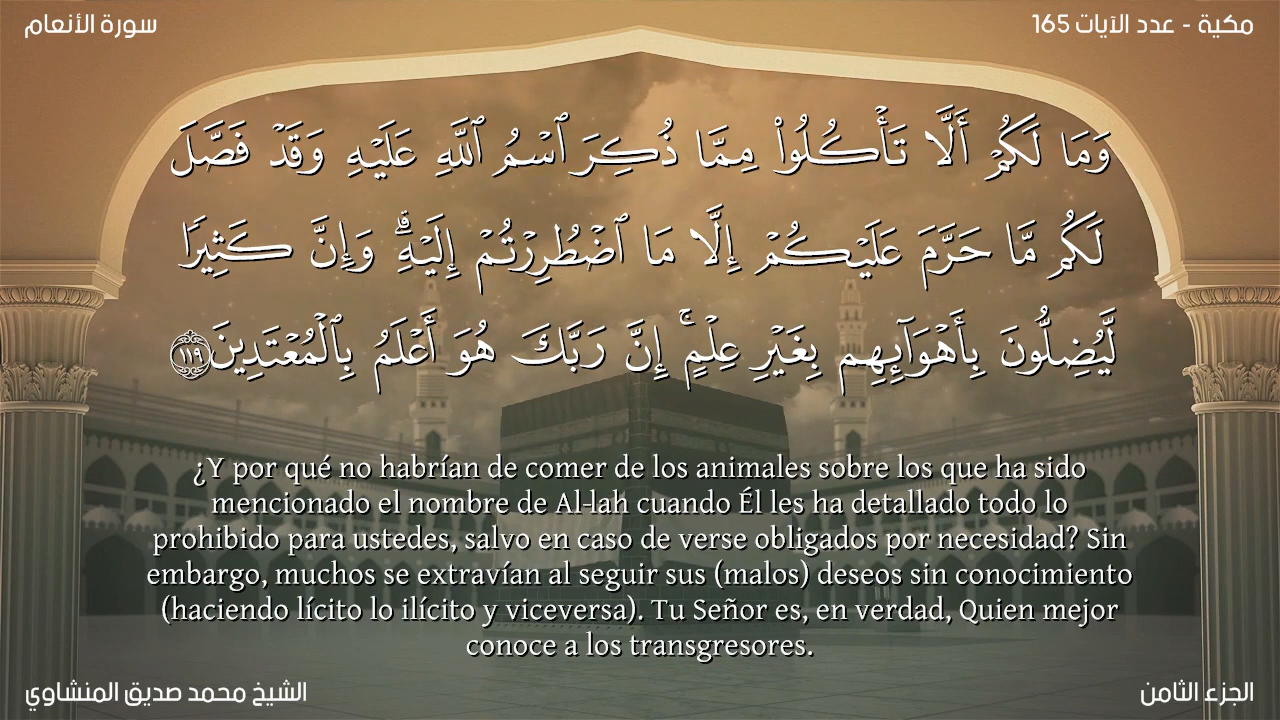 سورة الأنعام
مكية - عدد الآيات 165
وَمَا لَكُمْ أَلَّا تَأْكُلُوا۟ مِمَّا ذُكِرَ ٱسْمُ ٱللَّهِ عَلَيْهِ وَقَدْ فَصَّلَ
لَكُم مَّا حَرَّمَ عَلَيْكُمْ إِلَّا مَا ٱضْطُرِرْتُمْ إِلَيْهِ ۗ وَإِنَّ كَثِيرًا
لَّيُضِلُّونَ بِأَهْوَآئِهِم بِغَيْرِ عِلْمٍ ۚ إِنَّ رَبَّكَ هُوَ أَعْلَمُ بِٱلْمُعْتَدِينَ ١١٩
¿Y por qué no habrían de comer de los animales sobre los que ha sido
mencionado el nombre de Al-lah cuando Él les ha detallado todo lo
prohibido para ustedes, salvo en caso de verse obligados por necesidad? Sin
embargo, muchos se extravían al seguir sus (malos) deseos sin conocimiento
(haciendo lícito lo ilícito y viceversa). Tu Señor es, en verdad, Quien mejor
conoce a los transgresores.
الشيخ محمد صديق المنشاوي
الجزء الثامن